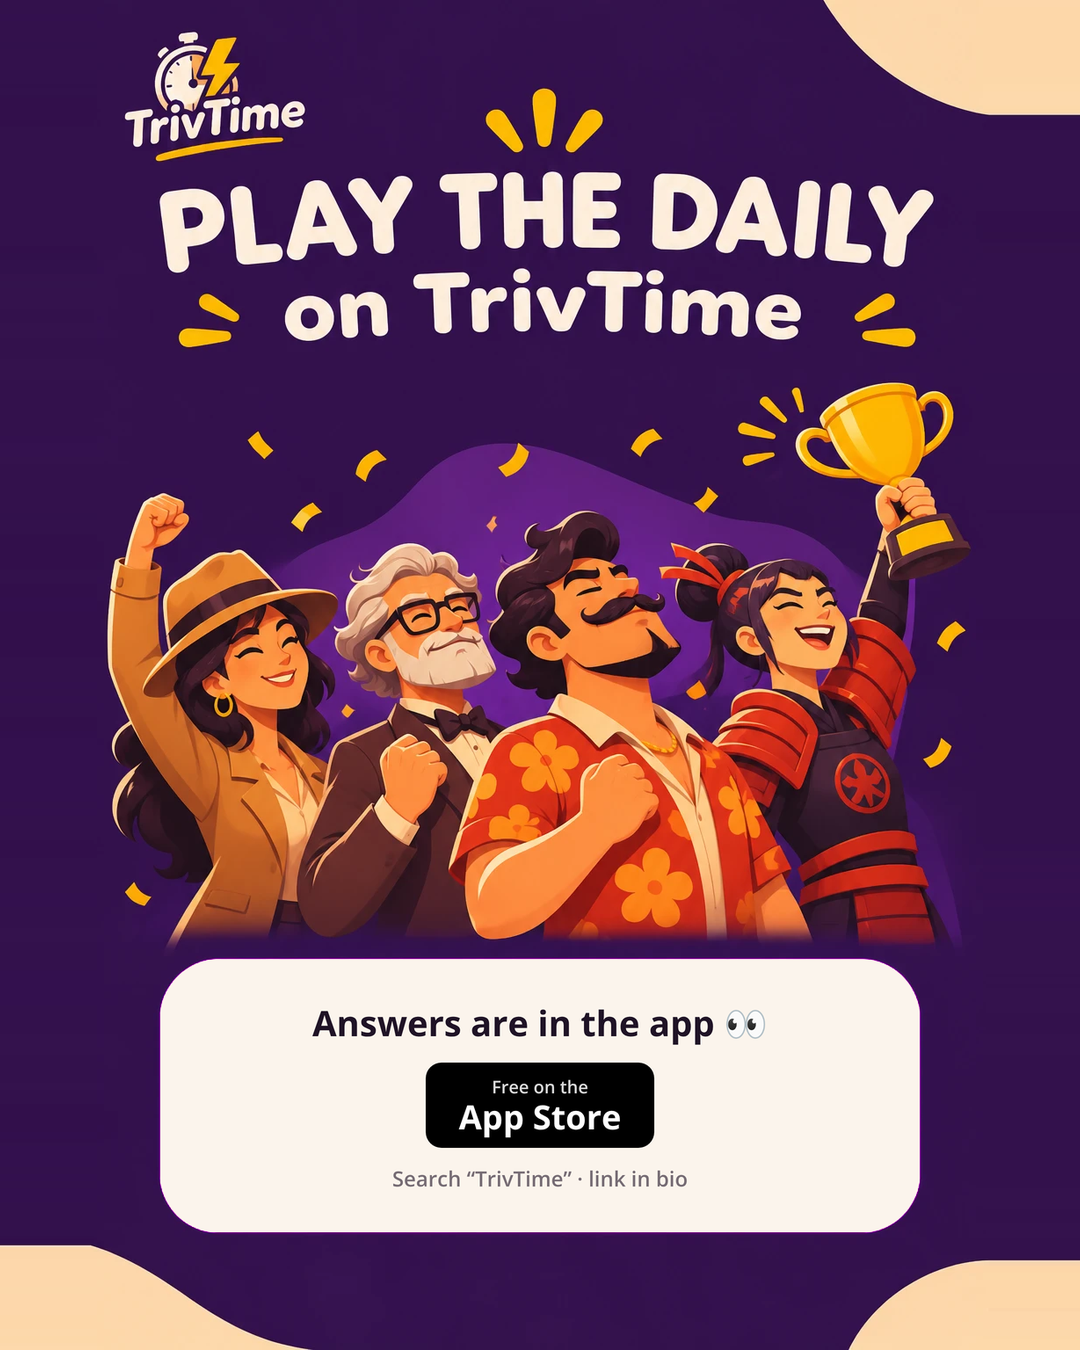 TrivTime
PLAY THE DAILY
on TrivTime
Answers are in the app 👀
Free on the
App Store
Search “TrivTime” · link in bio